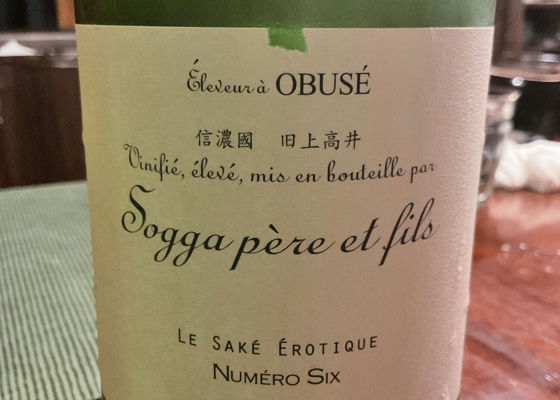 Éleveur à OBUSÉ
信濃國 旧上高井
Vinifié, élevé, mis en bouteille par
Sogga père et fils
LE SAKÉ ÉROTIQUE
NUMÉRO SIX